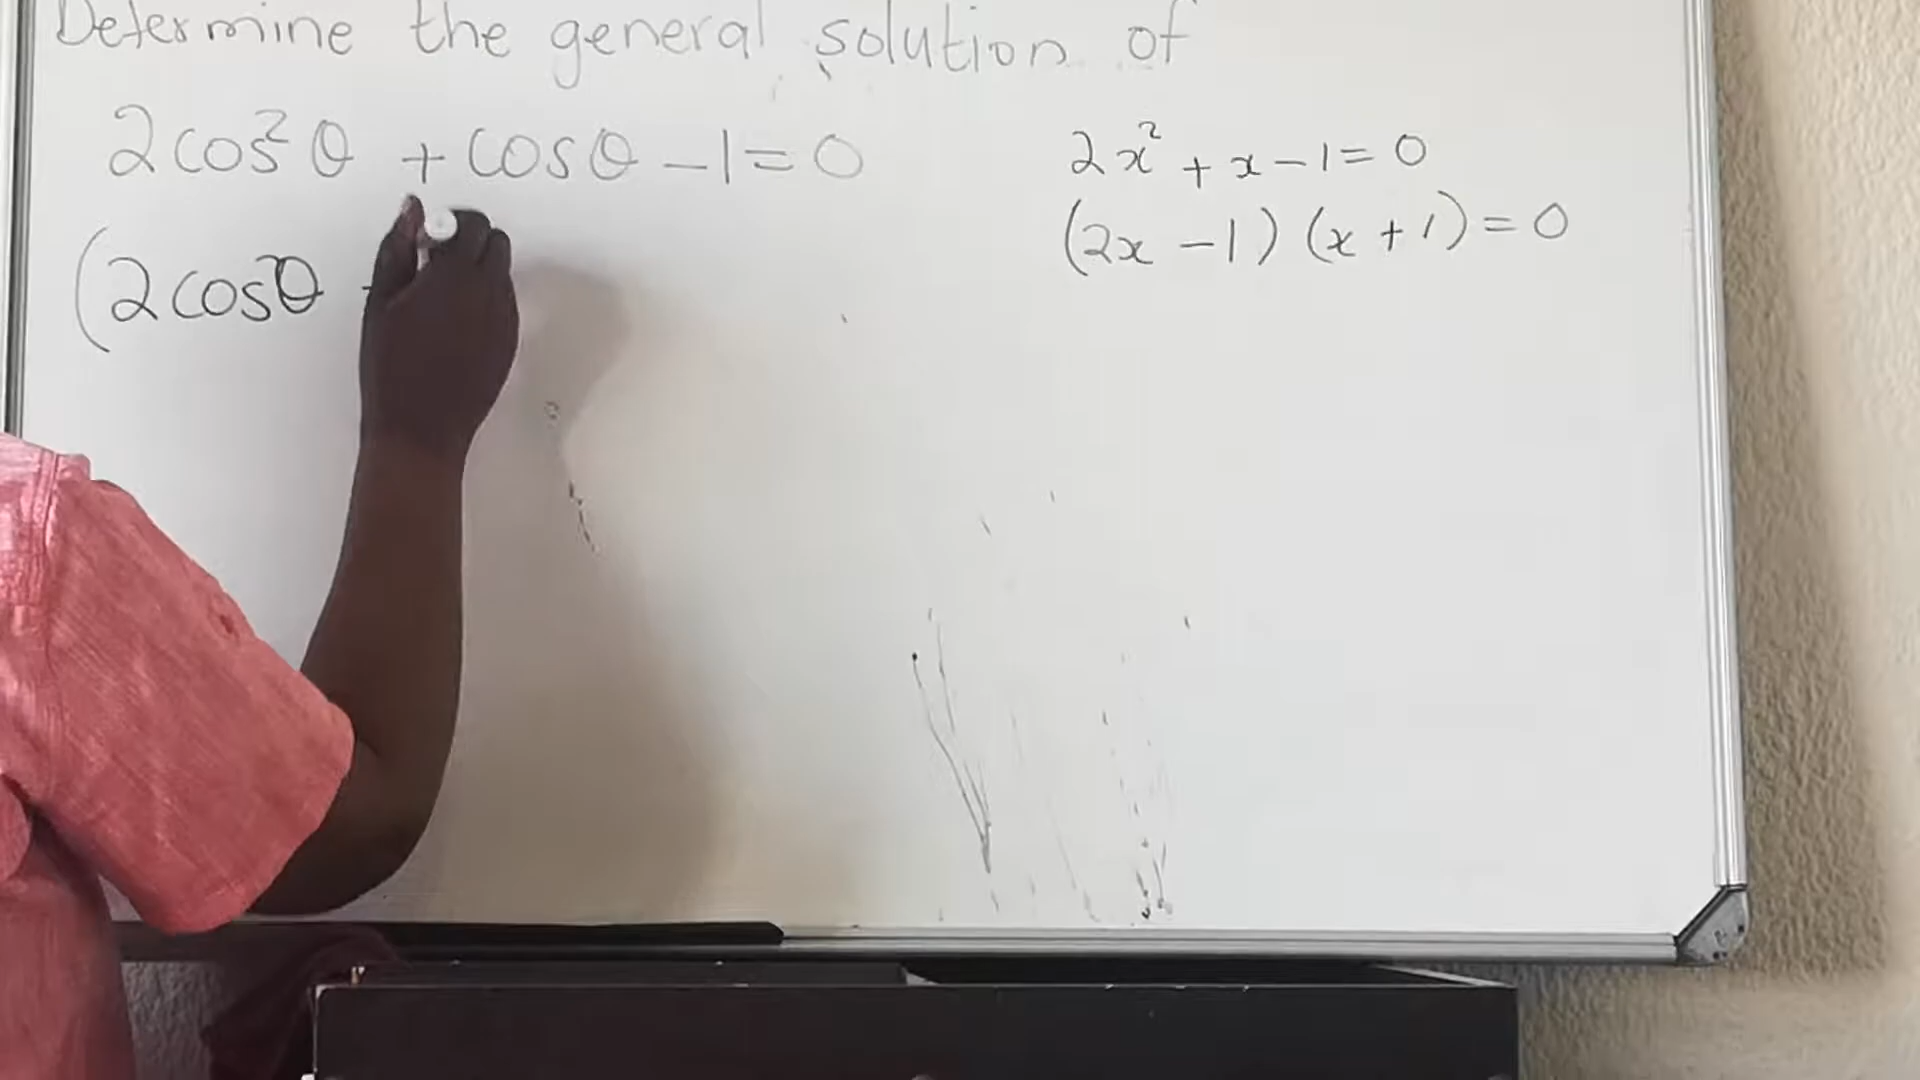 Determine the general solution of
2cos²θ + cosθ - 1 = 0
(2cosθ -
2x² + x - 1 = 0
(2x - 1) (x + 1) = 0